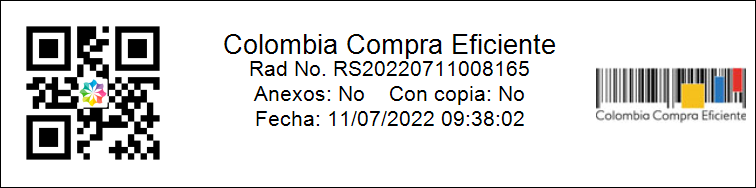 Colombia Compra Eficiente
Rad No. RS20220711008165
Anexos: No    Con copia: No
Fecha: 11/07/2022 09:38:02
Colombia Compra Eficiente